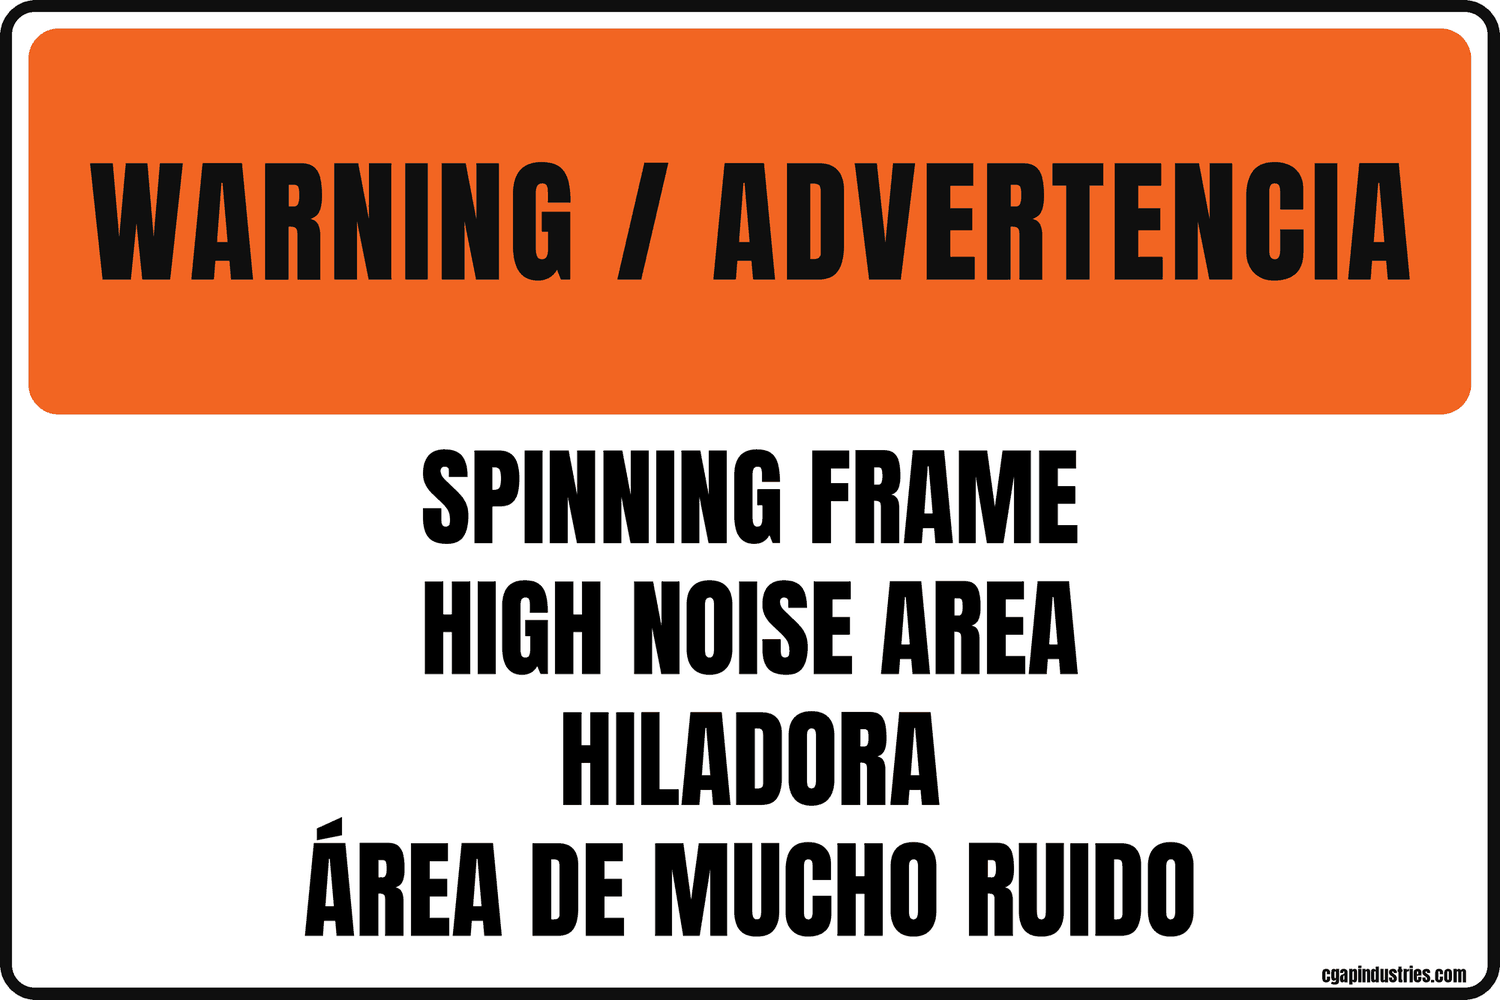 WARNING / ADVERTENCIA
SPINNING FRAME
HIGH NOISE AREA
HILADORA
ÁREA DE MUCHO RUIDO
cgapindustries.com